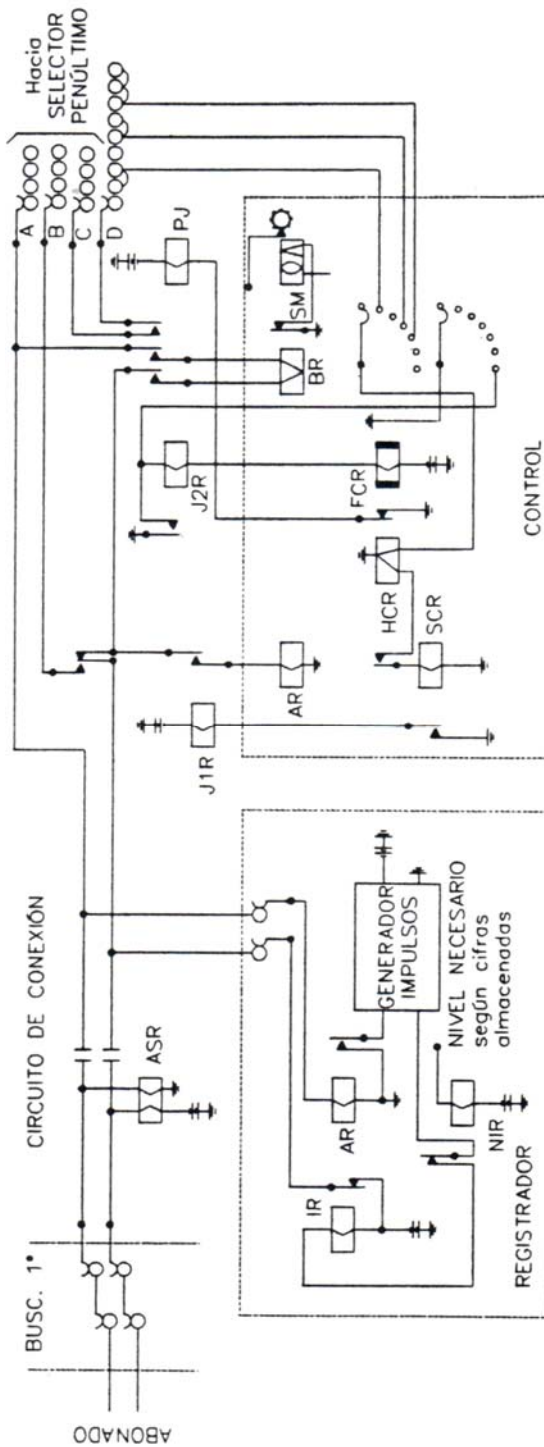 ABONADO
BUSC. 1º
CIRCUITO DE CONEXIÓN
ASR
Hacia
SELECTOR
PENÚLTIMO
A
B
C
D
PJ
J2R
J1R
AR
BR
SM
HCR
FCR
SCR
CONTROL
IR
AR
GENERADOR
IMPULSOS
NIVEL NECESARIO
según cifras
almacenadas
NIR
REGISTRADOR